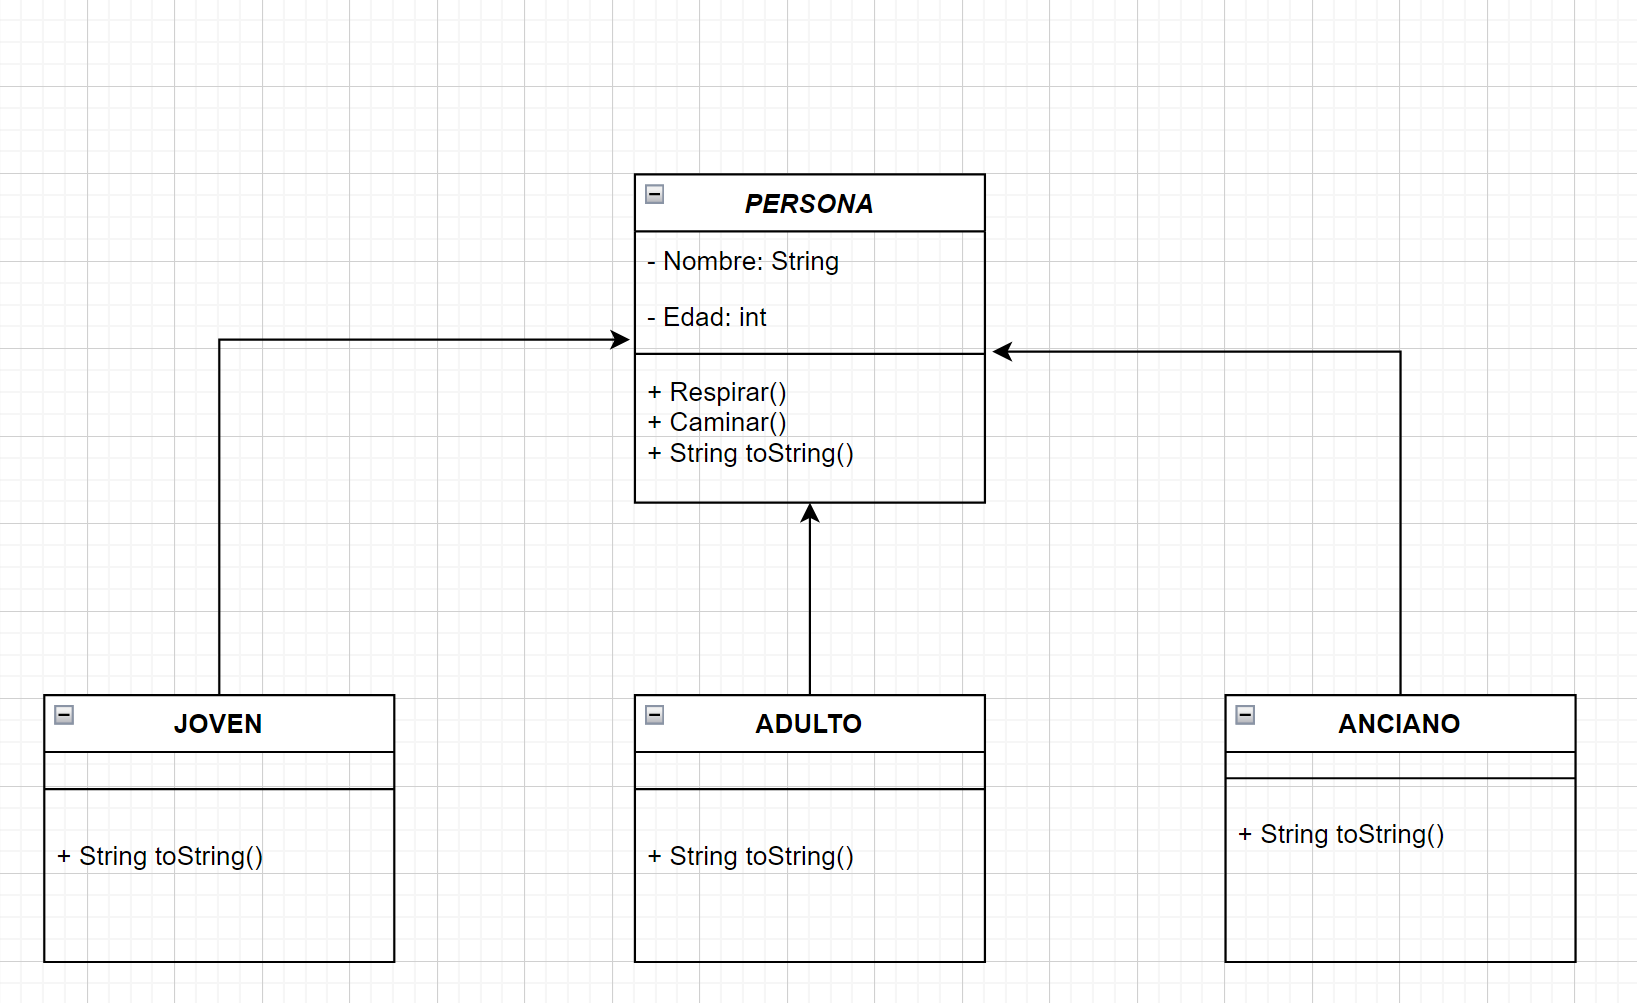 PERSONA
- Nombre: String
- Edad: int
+ Respirar()
+ Caminar()
+ String toString()
JOVEN
+ String toString()
ADULTO
+ String toString()
ANCIANO
+ String toString()